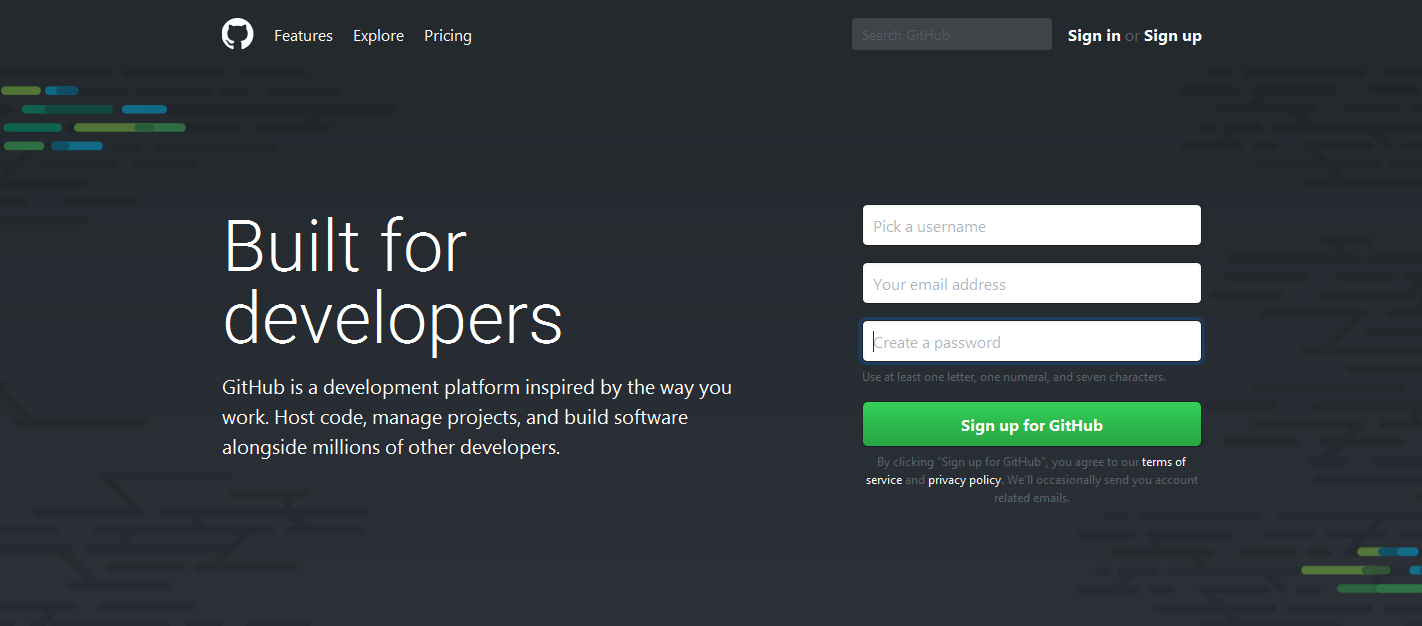 Features Explore Pricing Search GitHub Sign in or Sign up
Built for
developers
GitHub is a development platform inspired by the way you
work. Host code, manage projects, and build software
alongside millions of other developers.
Pick a username
Your email address
Create a password
Use at least one letter, one numeral, and seven characters.
Sign up for GitHub
By clicking "Sign up for GitHub", you agree to our terms of
service and privacy policy. We'll occasionally send you account
related emails.